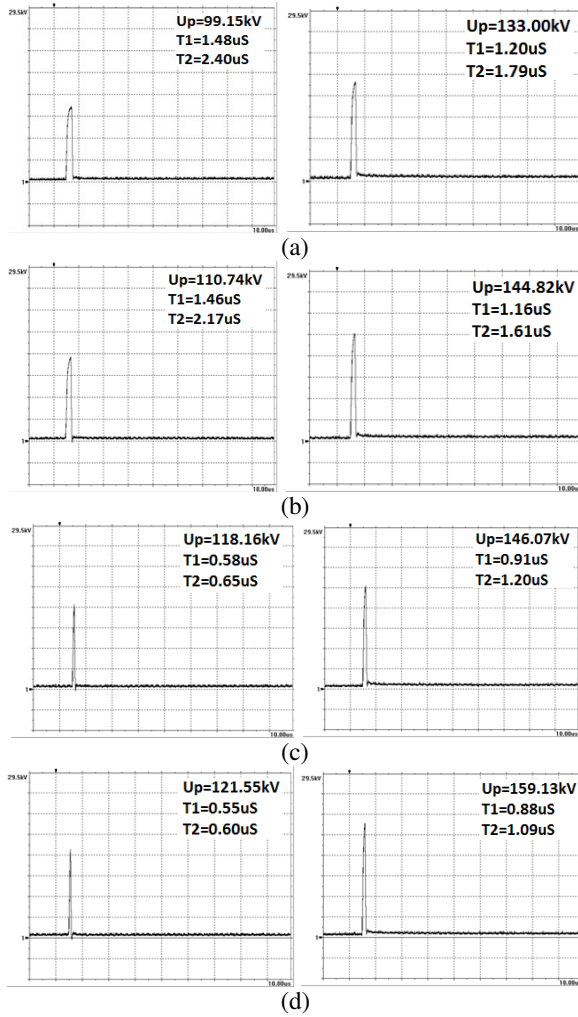 29.5kV
Up=99.15kV
T1=1.48uS
T2=2.40uS
1
10.00us
29.5kV
Up=133.00kV
T1=1.20uS
T2=1.79uS
1
10.00us
(a)
29.5kV
Up=110.74kV
T1=1.46uS
T2=2.17uS
1
10.00us
29.5kV
Up=144.82kV
T1=1.16uS
T2=1.61uS
1
10.00us
(b)
29.5kV
Up=118.16kV
T1=0.58uS
T2=0.65uS
1
10.00us
29.5kV
Up=146.07kV
T1=0.91uS
T2=1.20uS
1
10.00us
(c)
29.5kV
Up=121.55kV
T1=0.55uS
T2=0.60uS
1
10.00us
29.5kV
Up=159.13kV
T1=0.88uS
T2=1.09uS
1
10.00us
(d)